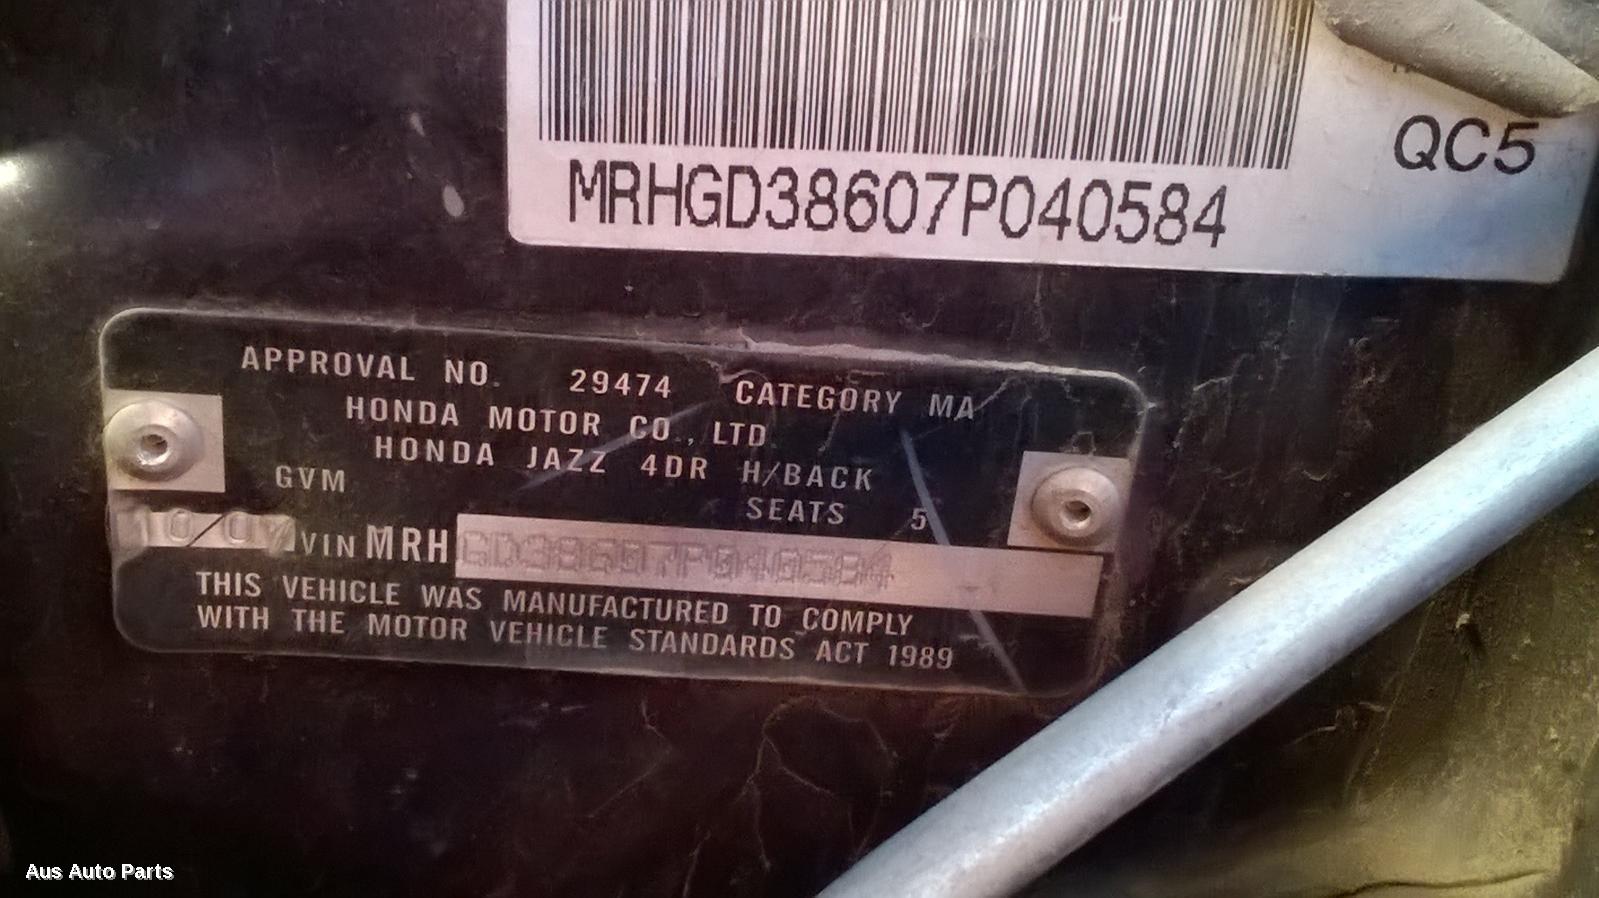 QC5
MRHGD38607P040584
APPROVAL NO. 29474 CATEGORY MA
HONDA MOTOR CO., LTD.
HONDA JAZZ 4DR H/BACK
GVM SEATS 5
10/07 VIN MRH GD38607P040584
THIS VEHICLE WAS MANUFACTURED TO COMPLY
WITH THE MOTOR VEHICLE STANDARDS ACT 1989
Aus Auto Parts